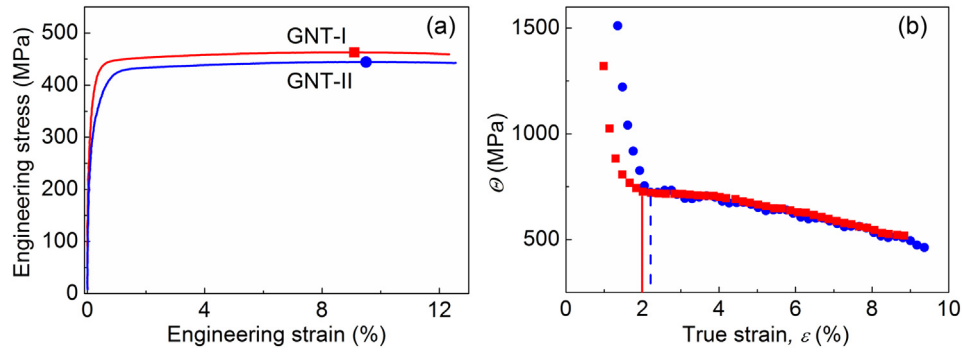 (a)
GNT-I
GNT-II
500
400
300
200
100
0
0
4
8
12
Engineering stress (MPa)
Engineering strain (%)
(b)
1500
1000
500
0
2
4
6
8
10
Θ (MPa)
True strain, ε (%)